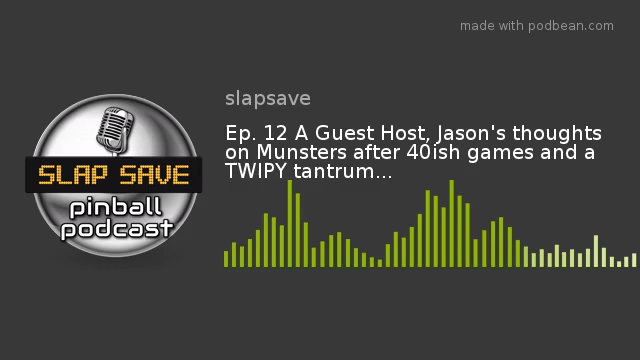 made with podbean.com
slapsave
Ep. 12 A Guest Host, Jason's thoughts
on Munsters after 40ish games and a
TWIPY tantrum...
SLAP SAVE
pinball
podcast